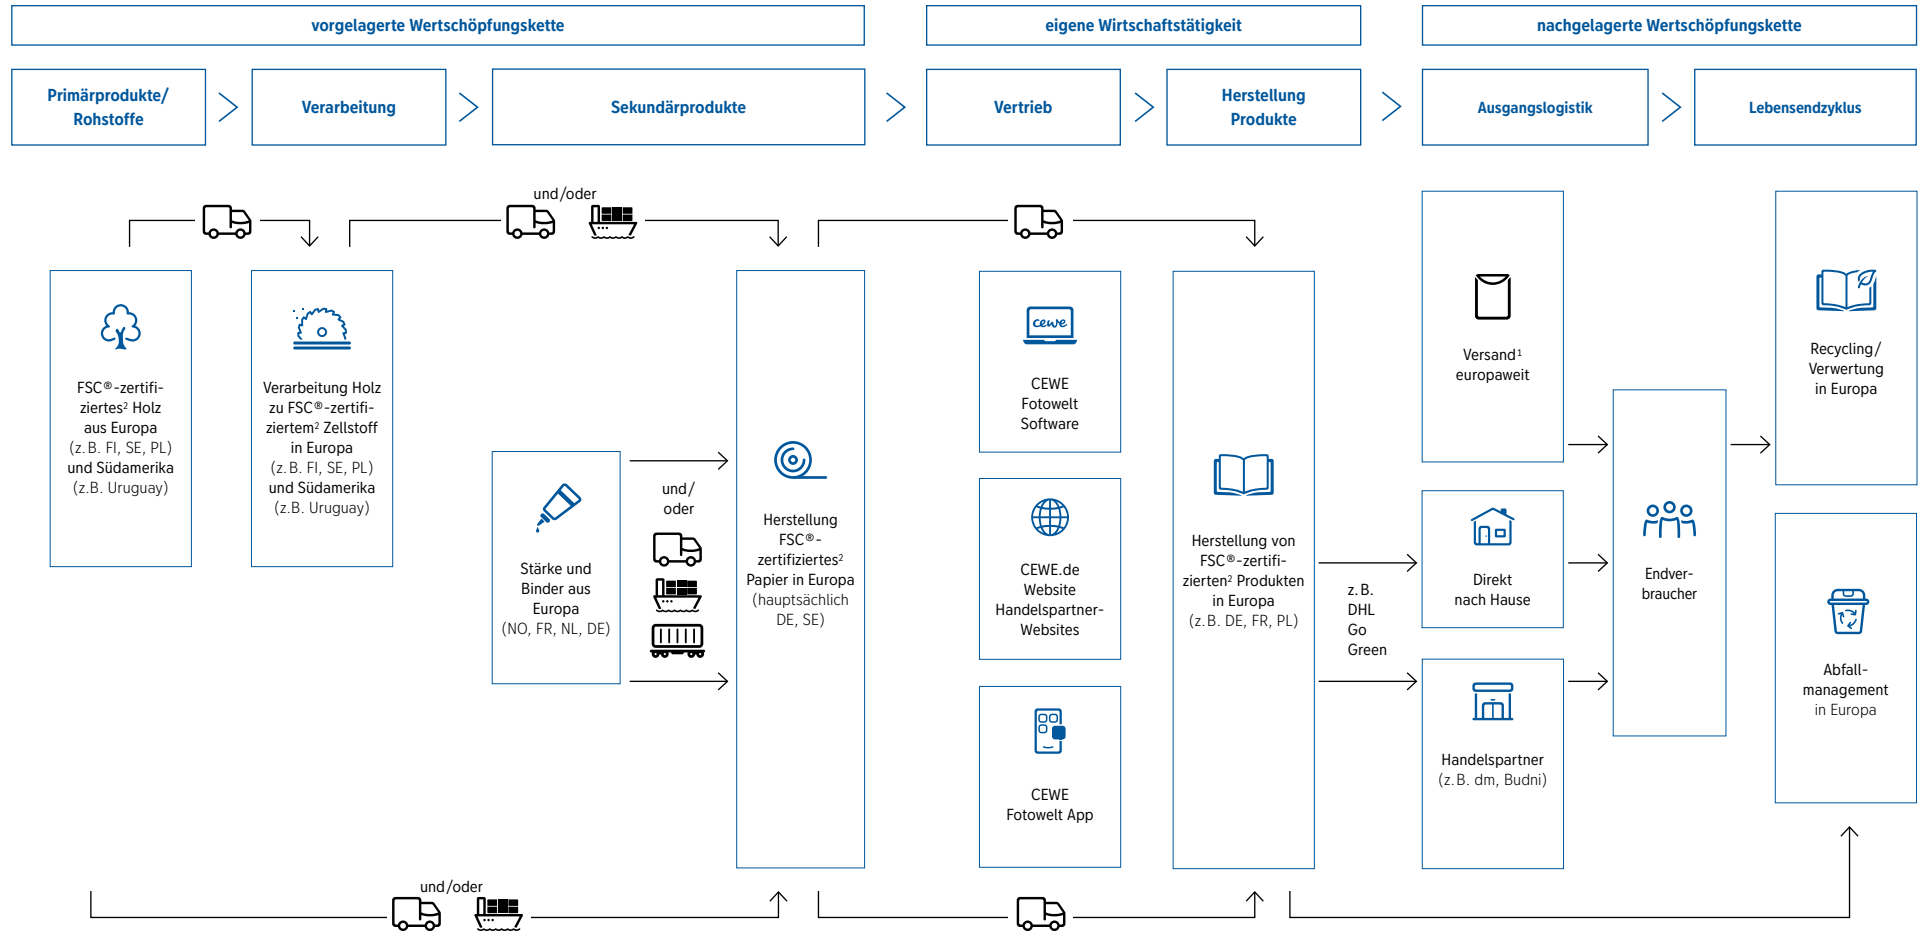 vorgelagerte Wertschöpfungskette
eigene Wirtschaftstätigkeit
nachgelagerte Wertschöpfungskette
Primärprodukte/
Rohstoffe
Verarbeitung
Sekundärprodukte
Vertrieb
Herstellung
Produkte
Ausgangslogistik
Lebensendzyklus
und/oder
FSC®-zertifi-
ziertes² Holz
aus Europa
(z. B. FI, SE, PL)
und Südamerika
(z.B. Uruguay)
Verarbeitung Holz
zu FSC®-zertifi-
ziertem² Zellstoff
in Europa
(z. B. FI, SE, PL)
und Südamerika
(z.B. Uruguay)
Stärke und
Binder aus
Europa
(NO, FR, NL, DE)
und/
oder
Herstellung
FSC®-
zertifiziertes²
Papier in Europa
(hauptsächlich
DE, SE)
cewe
CEWE
Fotowelt
Software
CEWE.de
Website
Handelspartner-
Websites
CEWE
Fotowelt App
Herstellung von
FSC®-zertifi-
zierten² Produkten
in Europa
(z. B. DE, FR, PL)
z. B.
DHL
Go
Green
Versand¹
europaweit
Direkt
nach Hause
Handelspartner
(z. B. dm, Budni)
Endver-
braucher
Recycling/
Verwertung
in Europa
Abfall-
management
in Europa
und/oder